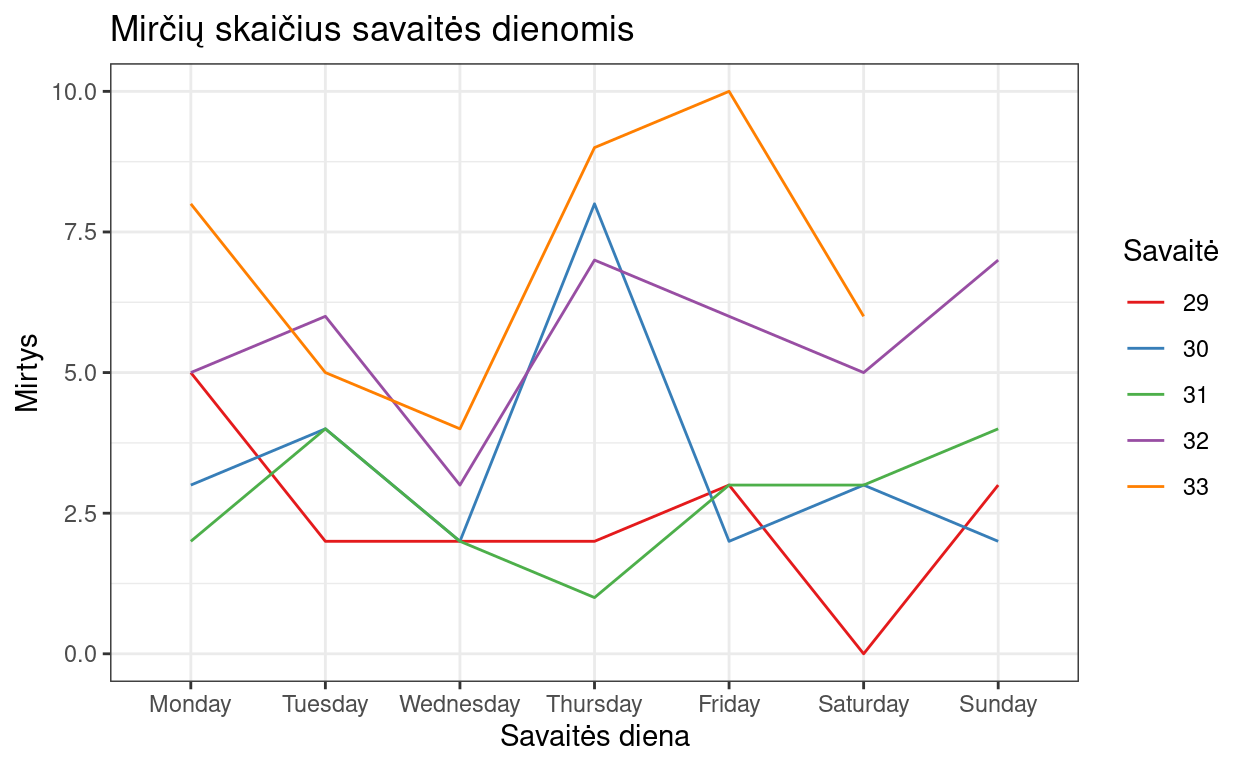 Mirčių skaičius savaitės dienomis
Mirtys
10.0
7.5
5.0
2.5
0.0
Monday Tuesday Wednesday Thursday Friday Saturday Sunday
Savaitės diena
Savaitė
29
30
31
32
33